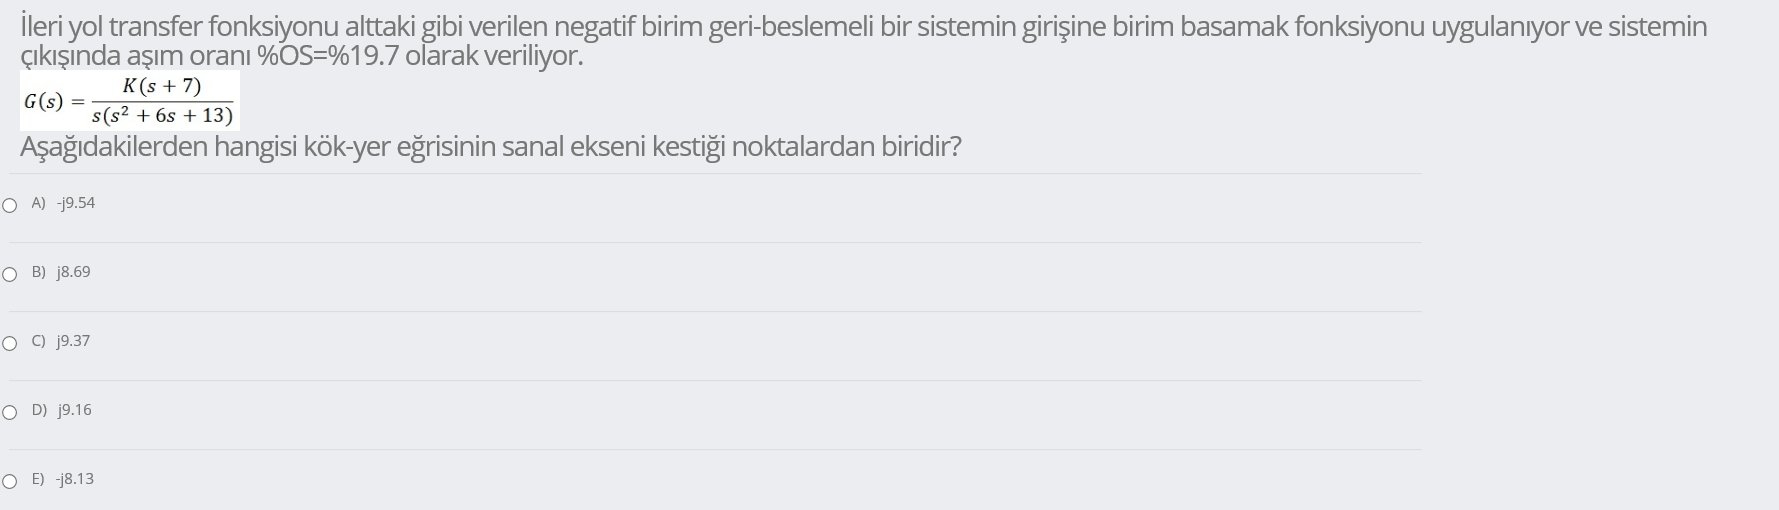 İleri yol transfer fonksiyonu alttaki gibi verilen negatif birim geri-beslemeli bir sistemin girişine birim basamak fonksiyonu uygulanıyor ve sistemin
çıkışında aşım oranı %OS=%19.7 olarak veriliyor.
G(s) = K(s + 7) / s(s² + 6s + 13)
Aşağıdakilerden hangisi kök-yer eğrisinin sanal ekseni kestiği noktalardan biridir?
A) -j9.54
B) j8.69
C) j9.37
D) j9.16
E) -j8.13